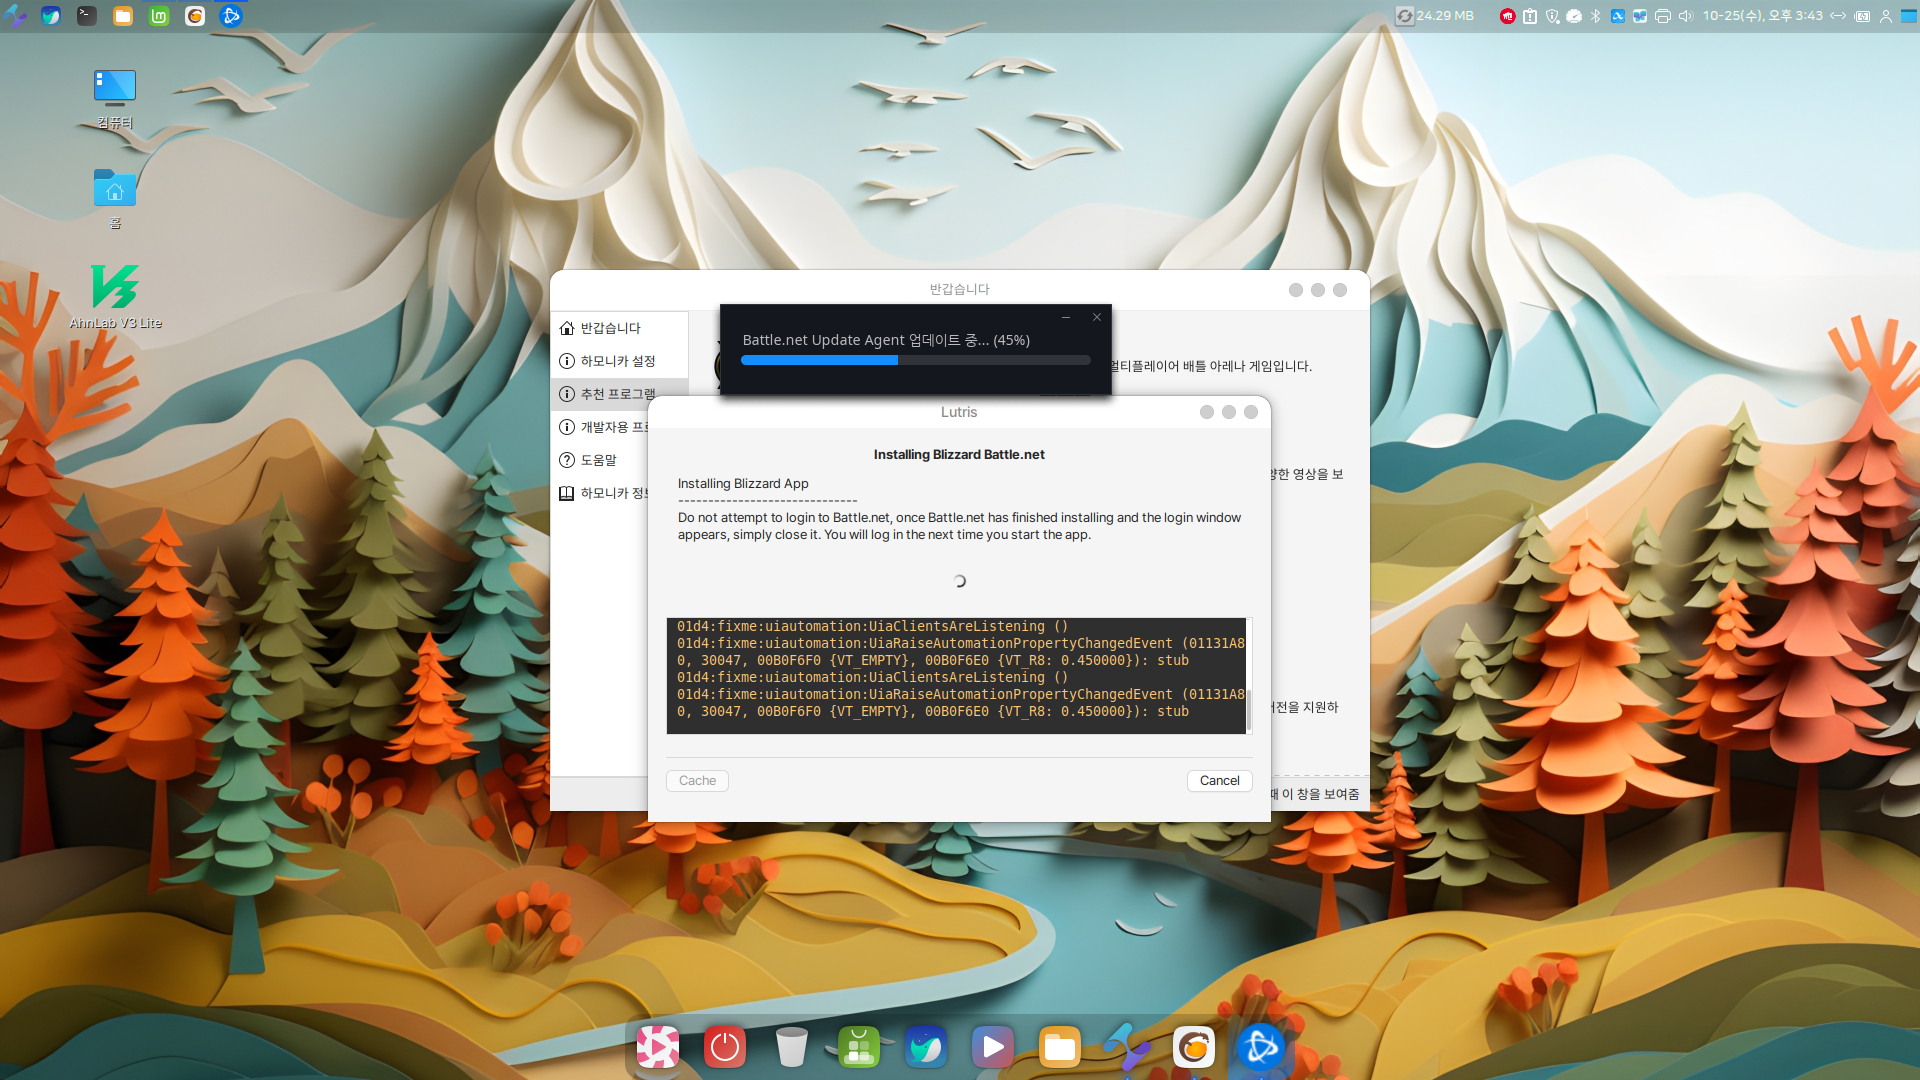 24.29 MB
10-25(수), 오후 3:43
컴퓨터
홈
AhnLab V3 Lite
반갑습니다
반갑습니다
하모니카 설정
추천 프로그램
개발자용 프
도움말
하모니카
Battle.net Update Agent 업데이트 중... (45%)
멀티플레이어 배틀 아레나 게임입니다.
양한 영상을 보
버전을 지원하
때 이 창을 보여줌
Lutris
Installing Blizzard Battle.net
Installing Blizzard App
------------------------------
Do not attempt to login to Battle.net, once Battle.net has finished installing and the login window
appears, simply close it. You will log in the next time you start the app.
01d4:fixme:uiautomation:UiaClientsAreListening ()
01d4:fixme:uiautomation:UiaRaiseAutomationPropertyChangedEvent (01131A8
0, 30047, 00B0F6F0 {VT_EMPTY}, 00B0F6E0 {VT_R8: 0.450000}): stub
01d4:fixme:uiautomation:UiaClientsAreListening ()
01d4:fixme:uiautomation:UiaRaiseAutomationPropertyChangedEvent (01131A8
0, 30047, 00B0F6F0 {VT_EMPTY}, 00B0F6E0 {VT_R8: 0.450000}): stub
Cache
Cancel